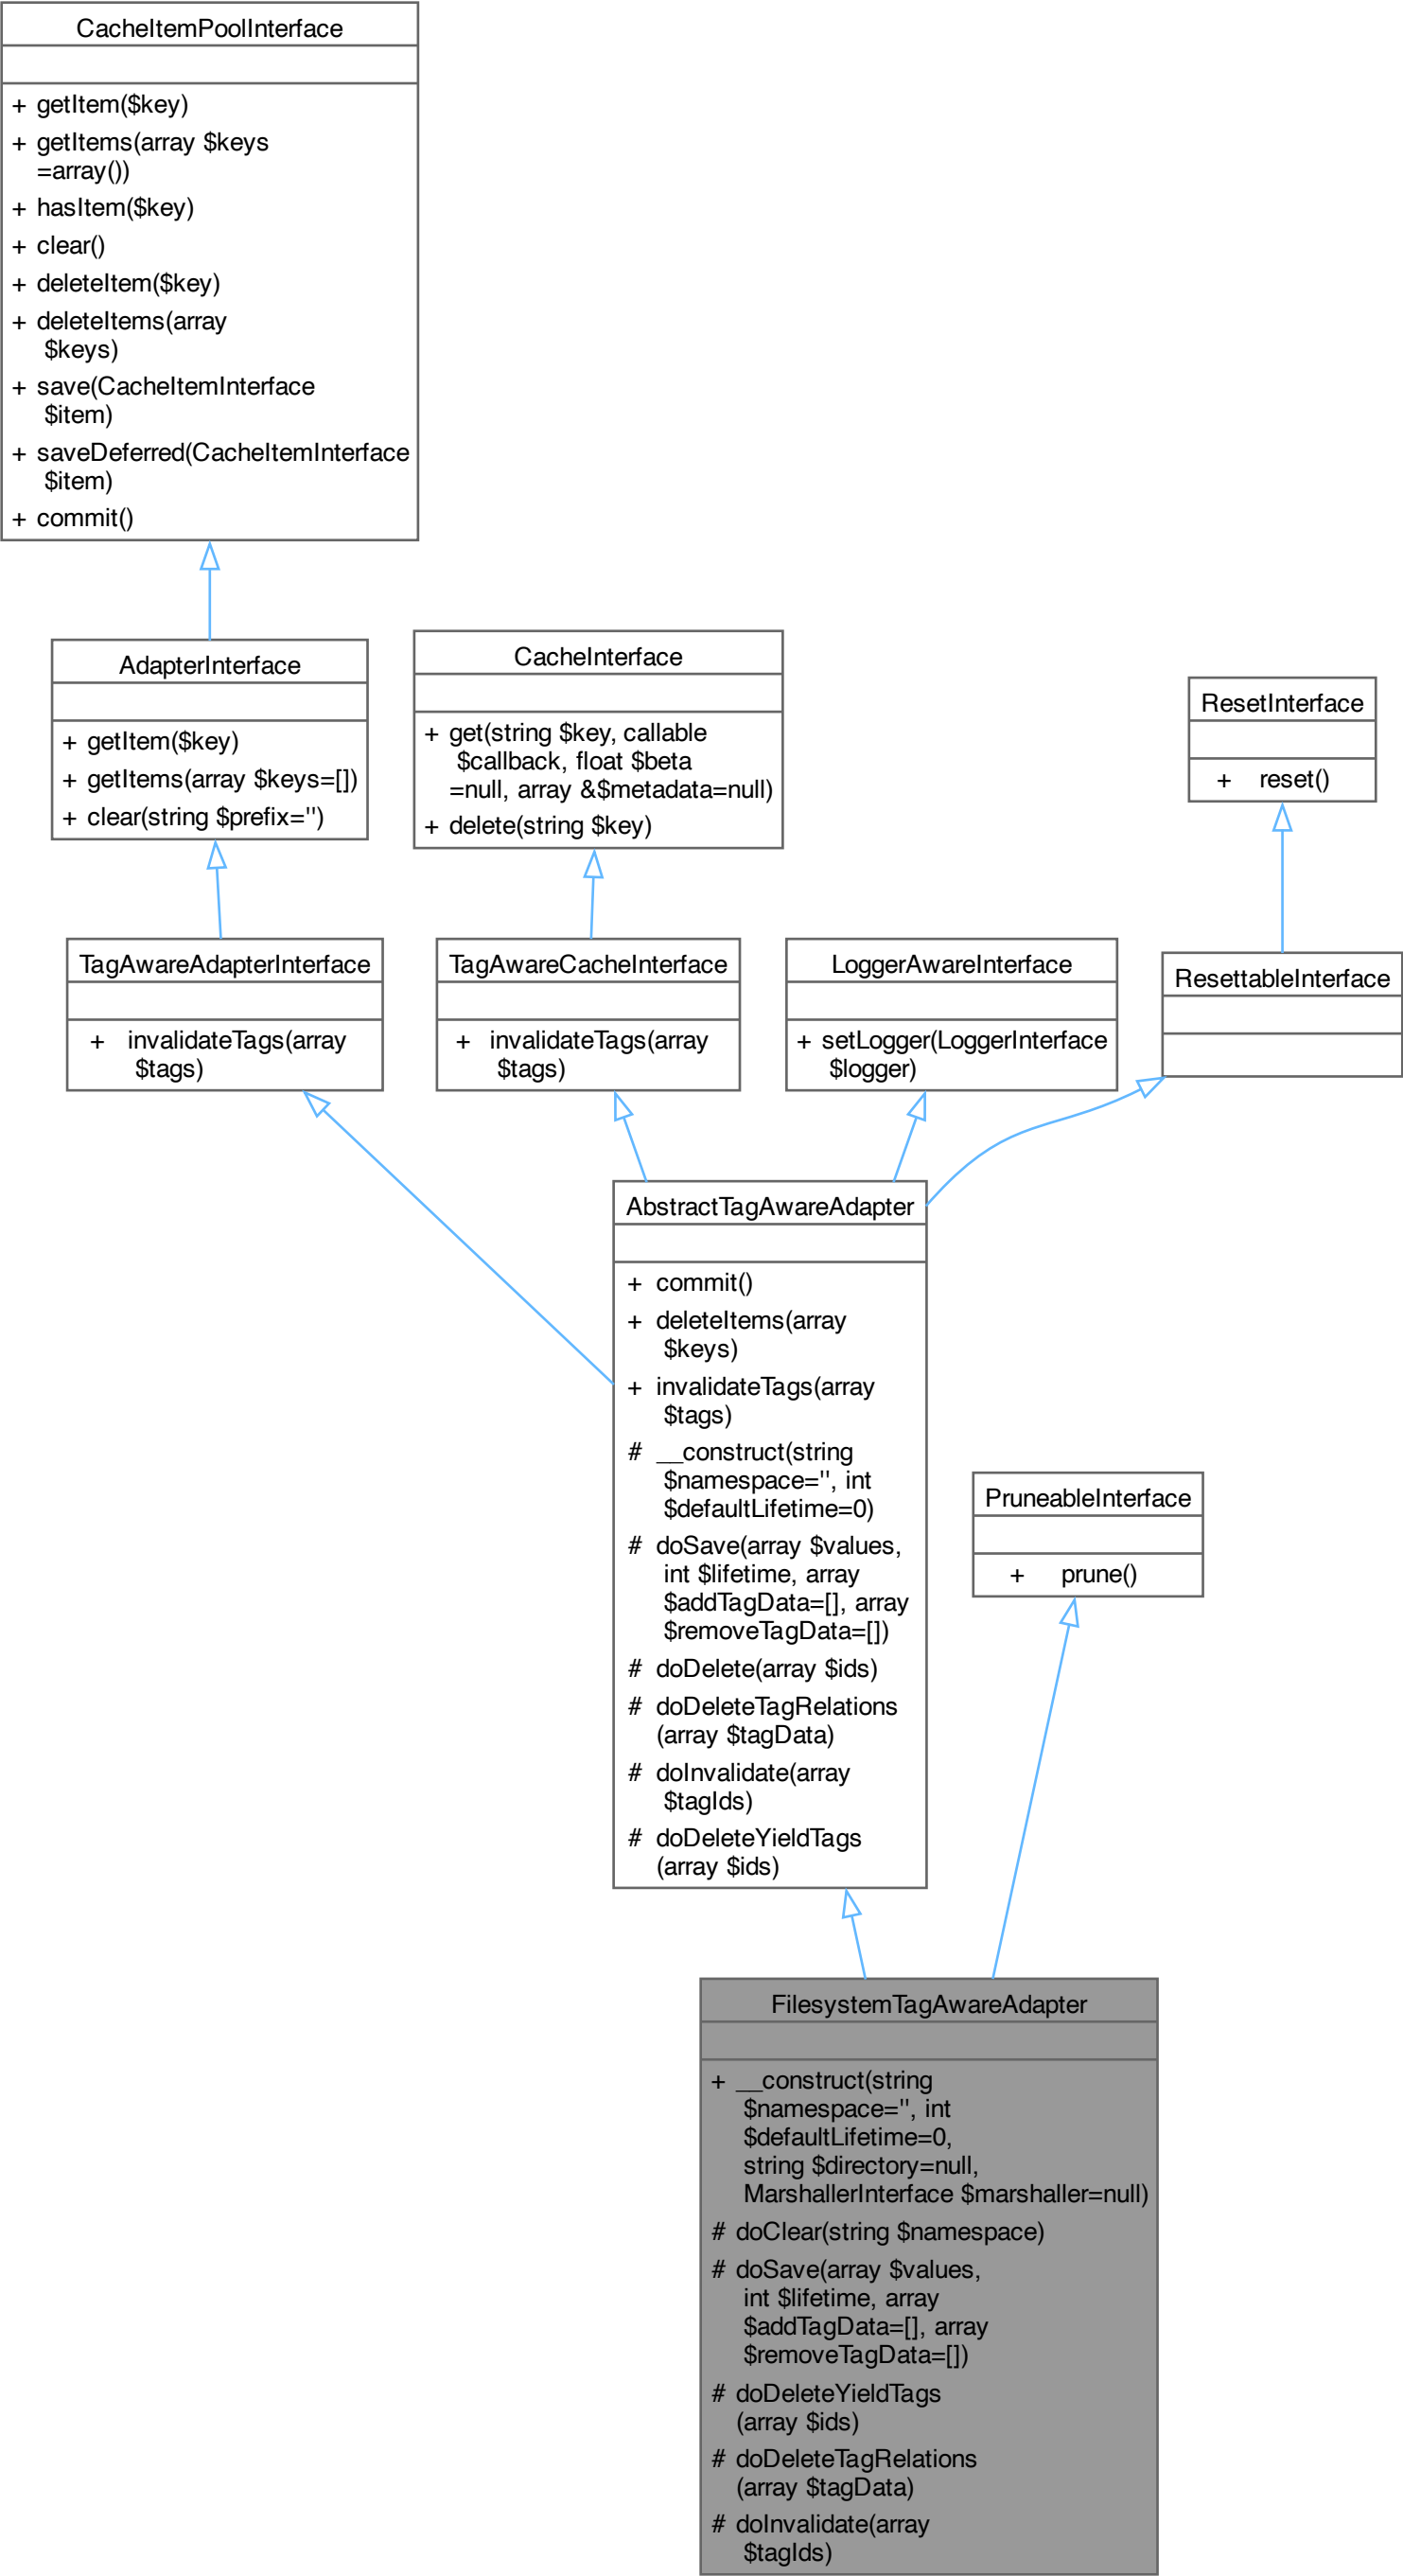 CacheItemPoolInterface
+ getItem($key)
+ getItems(array $keys
=array())
+ hasItem($key)
+ clear()
+ deleteItem($key)
+ deleteItems(array
$keys)
+ save(CacheItemInterface
$item)
+ saveDeferred(CacheItemInterface
$item)
+ commit()
AdapterInterface
+ getItem($key)
+ getItems(array $keys=[])
+ clear(string $prefix='')
CacheInterface
+ get(string $key, callable
$callback, float $beta
=null, array &$metadata=null)
+ delete(string $key)
ResetInterface
+ reset()
TagAwareAdapterInterface
+ invalidateTags(array
$tags)
TagAwareCacheInterface
+ invalidateTags(array
$tags)
LoggerAwareInterface
+ setLogger(LoggerInterface
$logger)
ResettableInterface
AbstractTagAwareAdapter
+ commit()
+ deleteItems(array
$keys)
+ invalidateTags(array
$tags)
# __construct(string
$namespace='', int
$defaultLifetime=0)
# doSave(array $values,
int $lifetime, array
$addTagData=[], array
$removeTagData=[])
# doDelete(array $ids)
# doDeleteTagRelations
(array $tagData)
# doInvalidate(array
$tagIds)
# doDeleteYieldTags
(array $ids)
PruneableInterface
+ prune()
FilesystemTagAwareAdapter
+ __construct(string
$namespace='', int
$defaultLifetime=0,
string $directory=null,
MarshallerInterface $marshaller=null)
# doClear(string $namespace)
# doSave(array $values,
int $lifetime, array
$addTagData=[], array
$removeTagData=[])
# doDeleteYieldTags
(array $ids)
# doDeleteTagRelations
(array $tagData)
# doInvalidate(array
$tagIds)